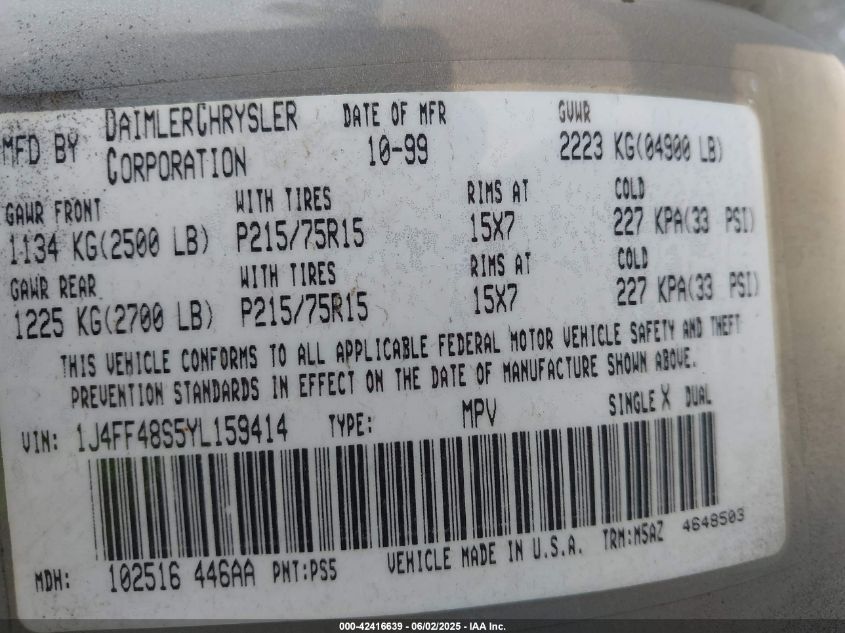 MFD BY DAIMLERCHRYSLER CORPORATION DATE OF MFR 10-99 GVWR 2223 KG(04900 LB)
GAWR FRONT WITH TIRES RIMS AT COLD
1134 KG(2500 LB) P215/75R15 15X7 227 KPA(33 PSI)
GAWR REAR WITH TIRES RIMS AT COLD
1225 KG(2700 LB) P215/75R15 15X7 227 KPA(33 PSI)
THIS VEHICLE CONFORMS TO ALL APPLICABLE FEDERAL MOTOR VEHICLE SAFETY AND THEFT
PREVENTION STANDARDS IN EFFECT ON THE DATE OF MANUFACTURE SHOWN ABOVE.
VIN: 1J4FF48S5YL159414 TYPE: MPV SINGLE X DUAL
MDH: 102516 446AA PNT:PS5 VEHICLE MADE IN U.S.A. TRM:M5AZ 4648503
000-42416639 - 06/02/2025 - IAA Inc.